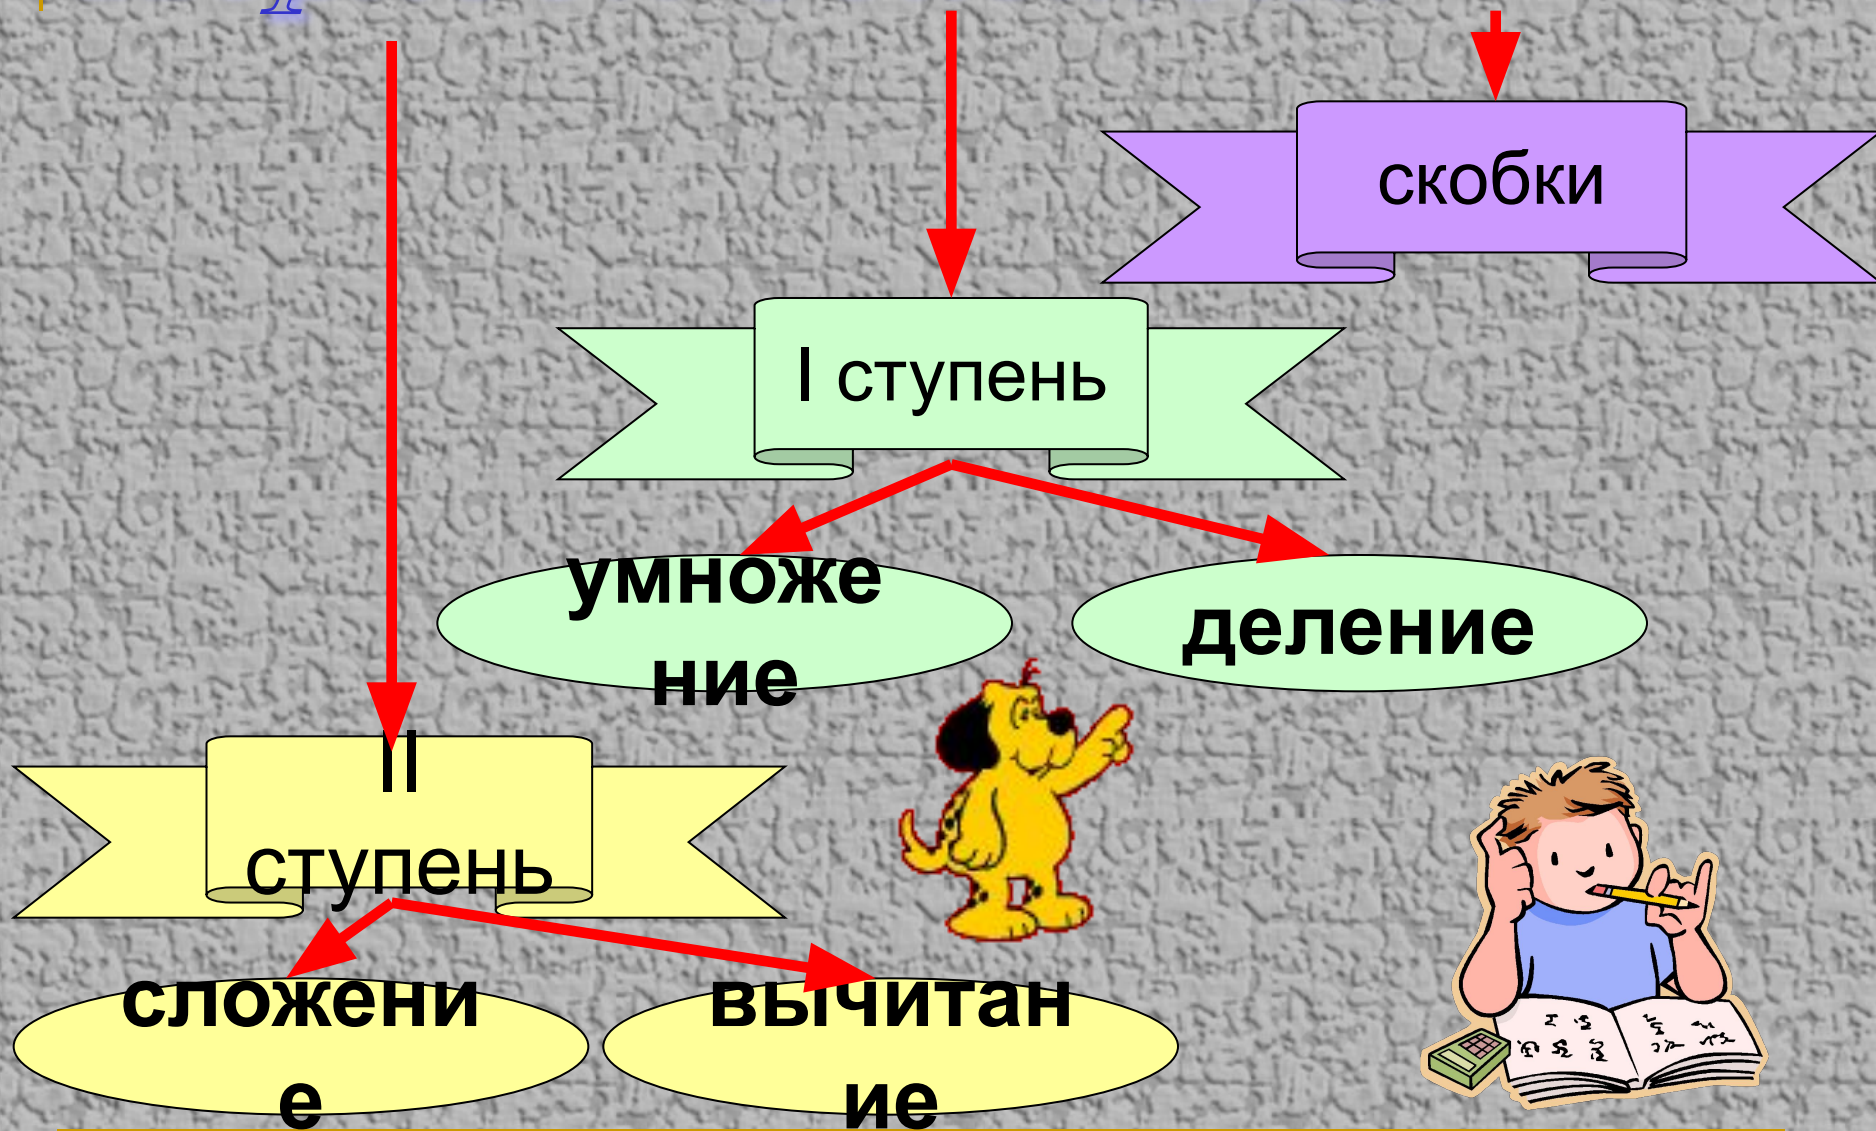 скобки
I ступень
умноже
ние
деление
II
ступень
сложени
е
вычитан
ие